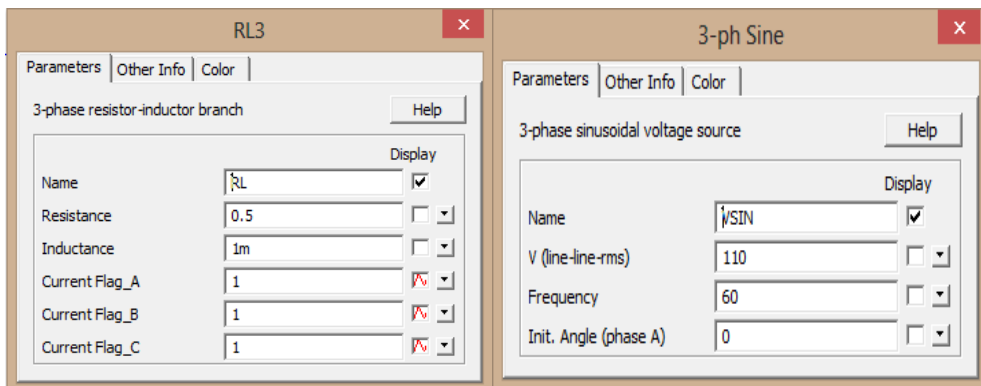 RL3
Parameters Other Info Color
3-phase resistor-inductor branch Help
Display
Name RL
Resistance 0.5
Inductance 1m
Current Flag_A 1
Current Flag_B 1
Current Flag_C 1
3-ph Sine
Parameters Other Info Color
3-phase sinusoidal voltage source Help
Display
Name VSIN
V (line-line-rms) 110
Frequency 60
Init. Angle (phase A) 0